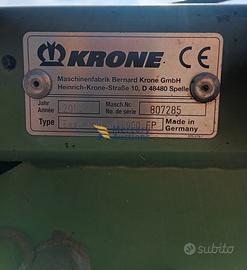 KRONE CE
Maschinenfabrik Bernard Krone GmbH
Heinrich-Krone-Straße 10, D 48480 Spelle
Jahr
Année
Masch.Nr.
No. de série
807285
Type
Made in
Germany
subito